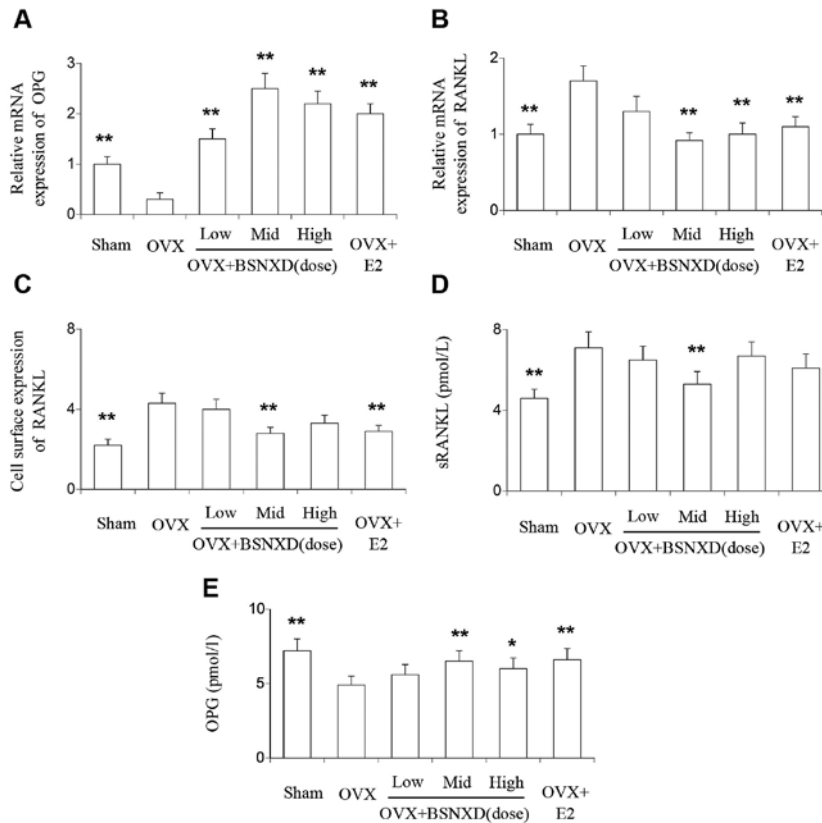 A
Relative mRNA
expression of OPG
3
2
1
0
**
**
**
**
**
Sham
OVX
Low
Mid
High
OVX+BSNXD(dose)
OVX+
E2
B
Relative mRNA
expression of RANKL
2
1
0
**
**
**
**
Sham
OVX
Low
Mid
High
OVX+BSNXD(dose)
OVX+
E2
C
Cell surface expression
of RANKL
8
4
0
**
**
**
Sham
OVX
Low
Mid
High
OVX+BSNXD(dose)
OVX+
E2
D
sRANKL (pmol/L)
8
4
0
**
**
Sham
OVX
Low
Mid
High
OVX+BSNXD(dose)
OVX+
E2
E
OPG (pmol/l)
10
5
0
**
**
*
**
Sham
OVX
Low
Mid
High
OVX+BSNXD(dose)
OVX+
E2